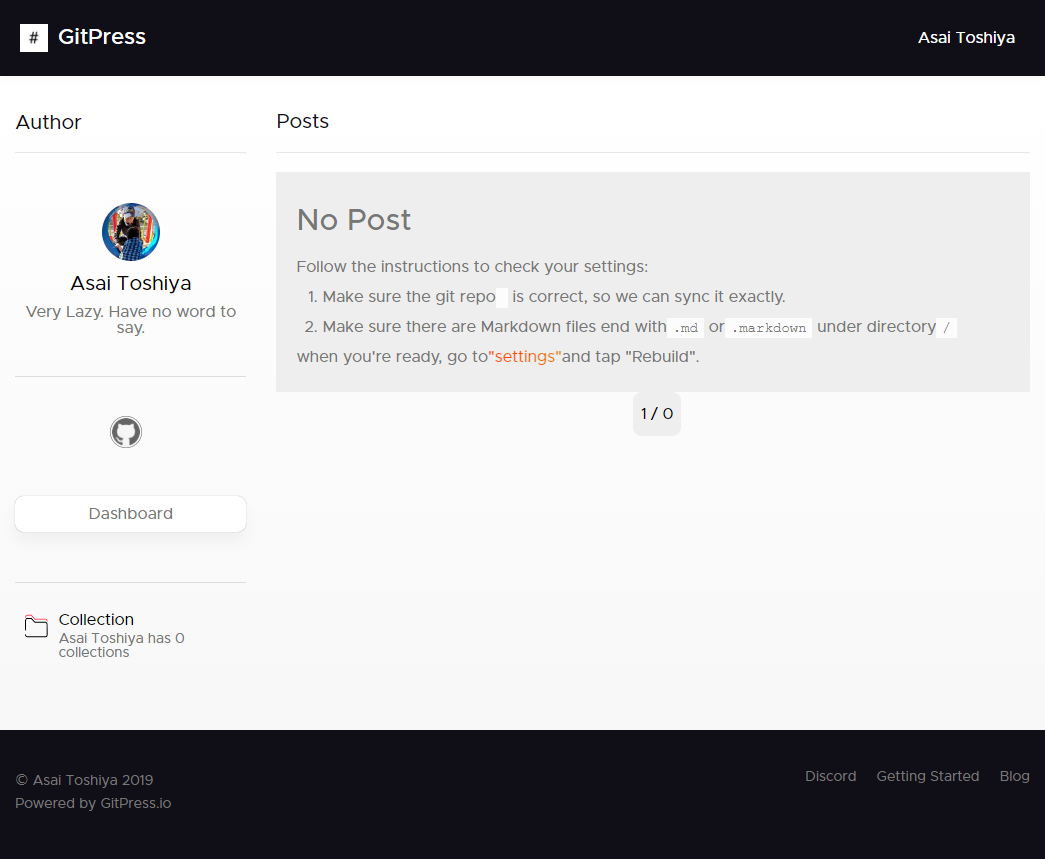 # GitPress
Asai Toshiya
Author
Asai Toshiya
Very Lazy. Have no word to
say.
Dashboard
Collection
Asai Toshiya has 0
collections
Posts
No Post
Follow the instructions to check your settings:
1. Make sure the git repo is correct, so we can sync it exactly.
2. Make sure there are Markdown files end with .md or .markdown under directory /
when you're ready, go to"settings"and tap "Rebuild".
1 / 0
© Asai Toshiya 2019
Powered by GitPress.io
Discord Getting Started Blog